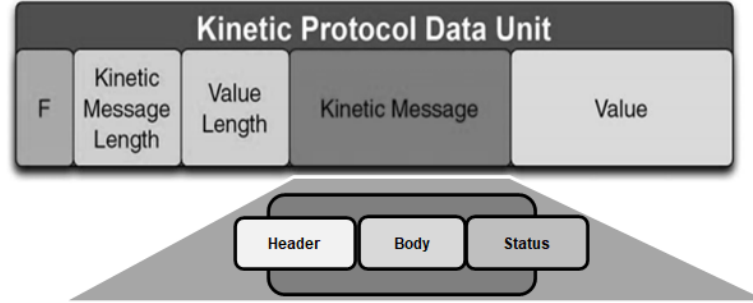 Kinetic Protocol Data Unit
F
Kinetic
Message
Length
Value
Length
Kinetic Message
Value
Header
Body
Status